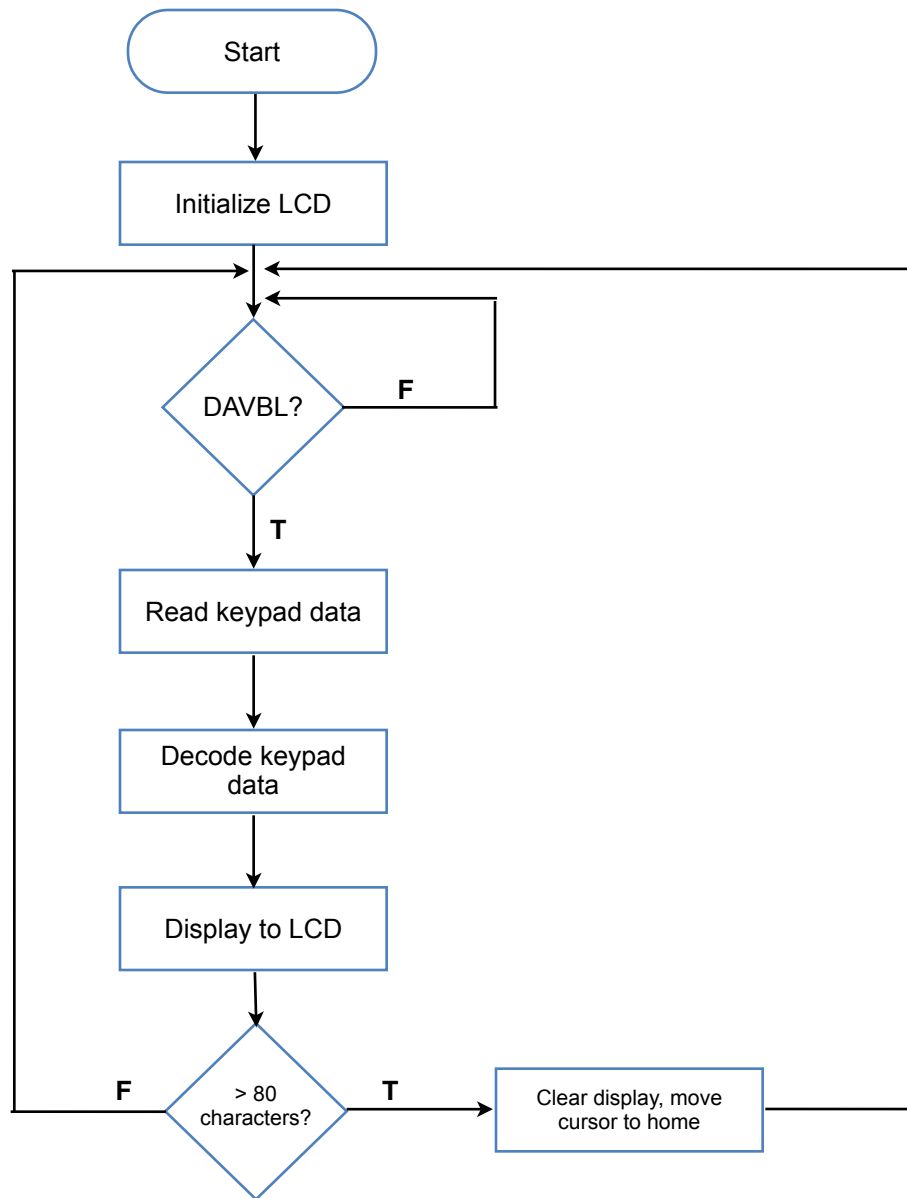 Start
Initialize LCD
DAVBL?
F
T
Read keypad data
Decode keypad
data
Display to LCD
F
> 80
characters?
T
Clear display, move
cursor to home